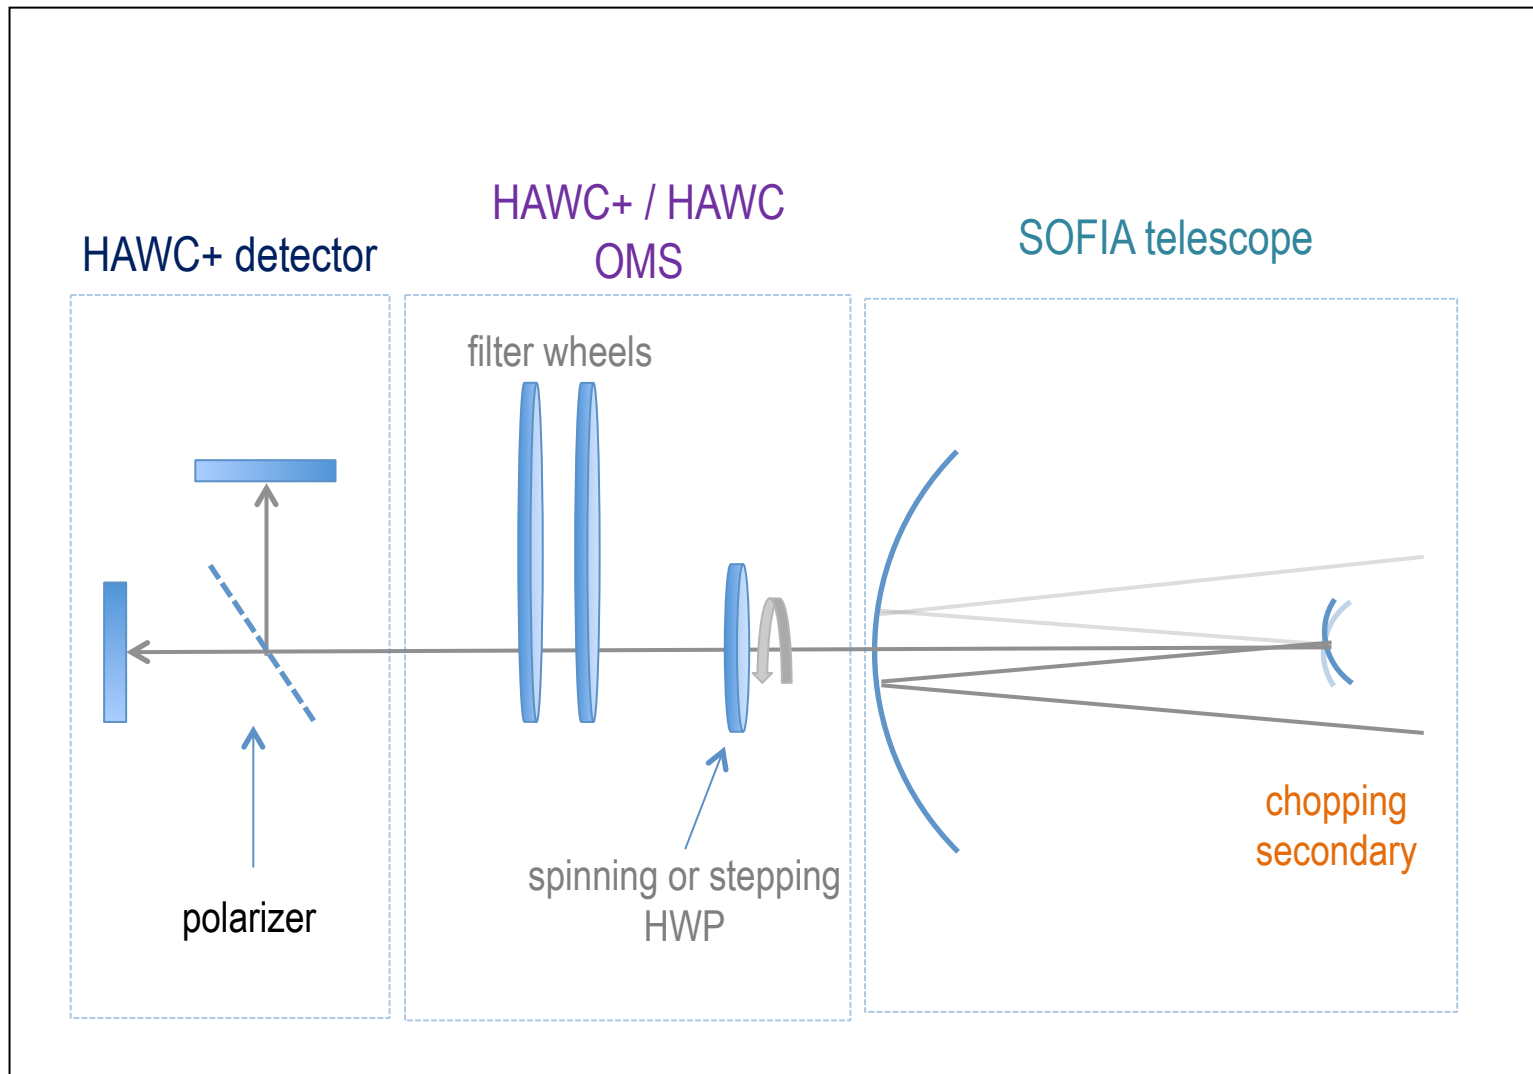 HAWC+ detector
HAWC+ / HAWC
OMS
SOFIA telescope
filter wheels
polarizer
spinning or stepping
HWP
chopping
secondary